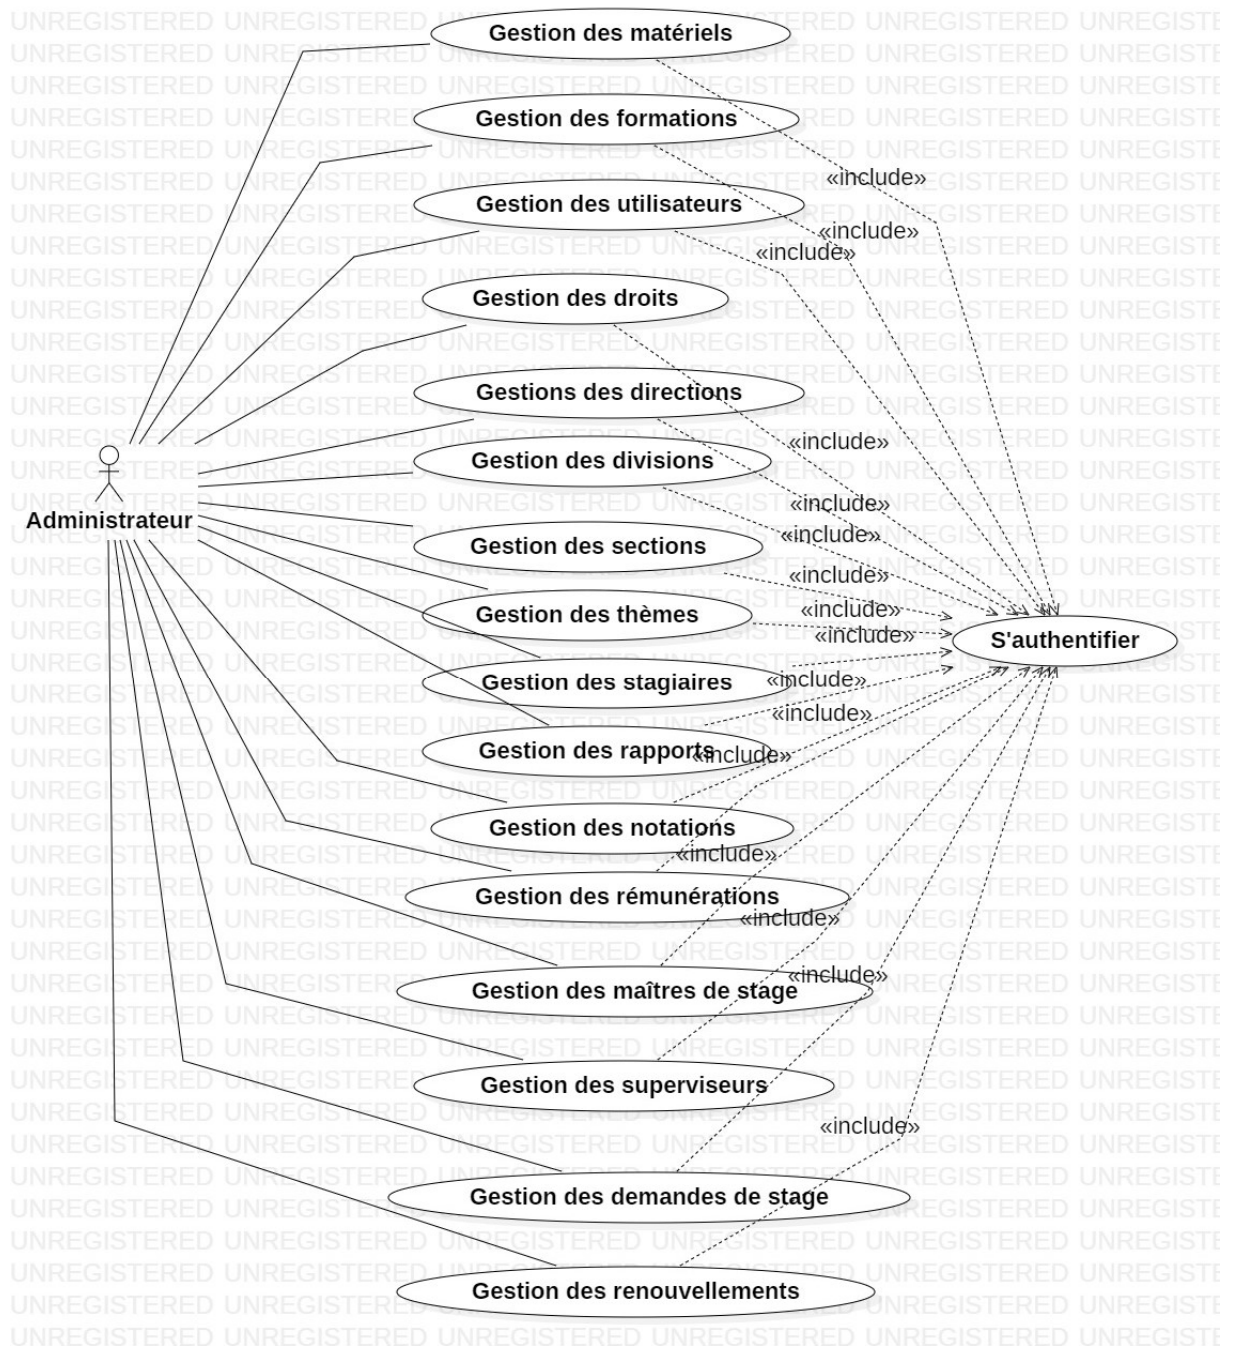 Gestion des matériels
Gestion des formations
«include»
Gestion des utilisateurs
«include»
«include»
Gestion des droits
Gestions des directions
«include»
Gestion des divisions
«include»
Administrateur
«include»
Gestion des sections
«include»
«include»
Gestion des thèmes
«include»
S'authentifier
Gestion des stagiaires
«include»
«include»
Gestion des rapports
«include»
Gestion des notations
«include»
Gestion des rémunérations
«include»
«include»
Gestion des maîtres de stage
Gestion des superviseurs
«include»
Gestion des demandes de stage
Gestion des renouvellements
UNREGISTERED